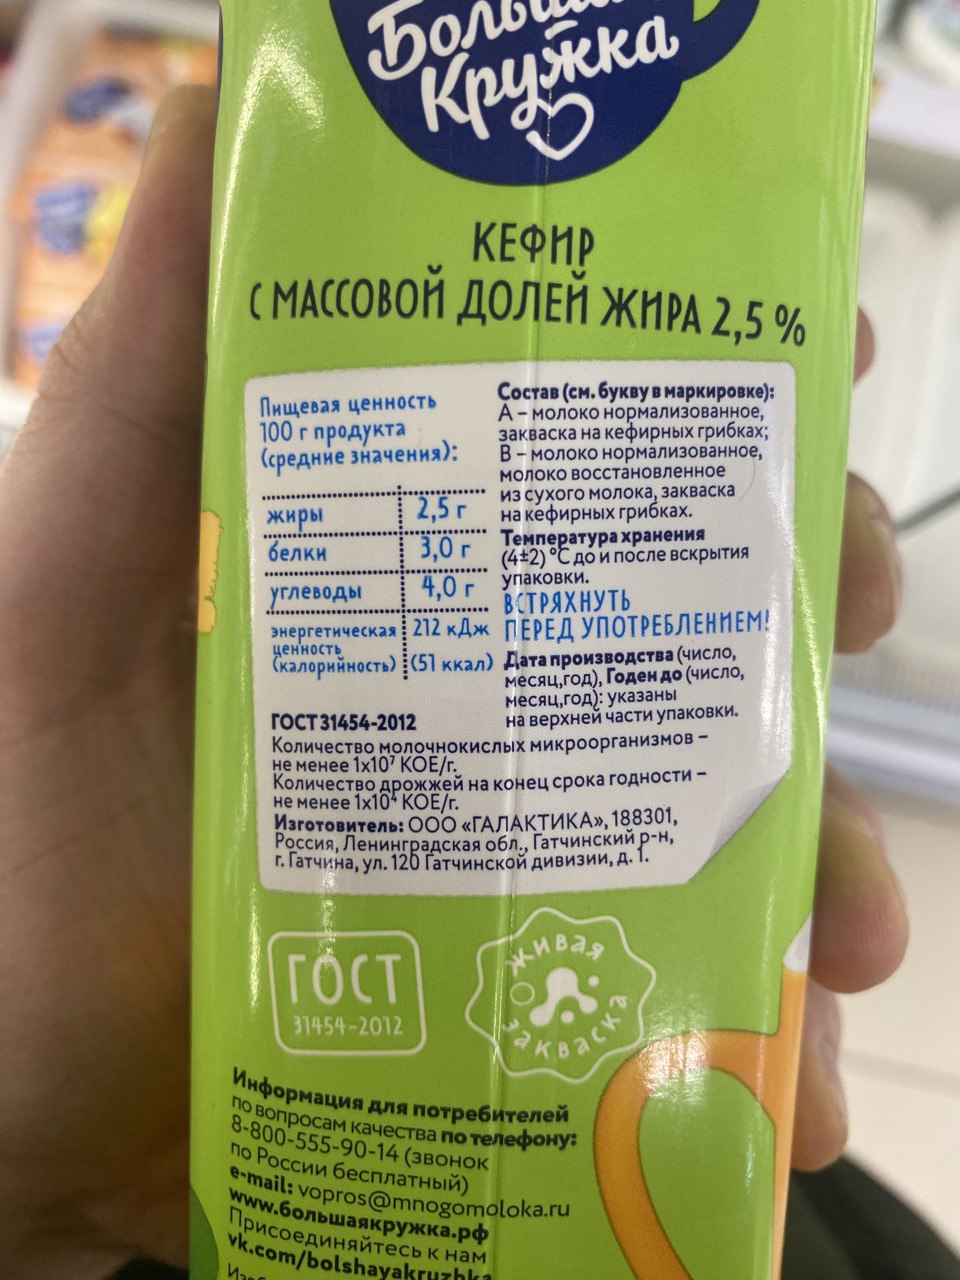 Большая
Кружка
КЕФИР
С МАССОВОЙ ДОЛЕЙ ЖИРА 2,5 %
Пищевая ценность
100 г продукта
(средние значения):
жиры 2,5 г
белки 3,0 г
углеводы 4,0 г
энергетическая 212 кДж
ценность
(калорийность) (51 ккал)
Состав (см. букву в маркировке):
А – молоко нормализованное,
закваска на кефирных грибках;
В – молоко нормализованное,
молоко восстановленное
из сухого молока, закваска
на кефирных грибках.
Температура хранения
(4±2) °С до и после вскрытия
упаковки.
ВСТРЯХНУТЬ
ПЕРЕД УПОТРЕБЛЕНИЕМ!
Дата производства (число,
месяц,год), Годен до (число,
месяц,год): указаны
на верхней части упаковки.
ГОСТ 31454-2012
Количество молочнокислых микроорганизмов –
не менее 1х10⁷ КОЕ/г.
Количество дрожжей на конец срока годности –
не менее 1х10⁴ КОЕ/г.
Изготовитель: ООО «ГАЛАКТИКА», 188301,
Россия, Ленинградская обл., Гатчинский р-н,
г. Гатчина, ул. 120 Гатчинской дивизии, д. 1.
ГОСТ
31454-2012
живая
закваска
Информация для потребителей
по вопросам качества по телефону:
8-800-555-90-14 (звонок
по России бесплатный)
e-mail: vopros@mnogomoloka.ru
www.большаякружка.рф
Присоединяйтесь к нам
vk.com/bolshayakruzhka